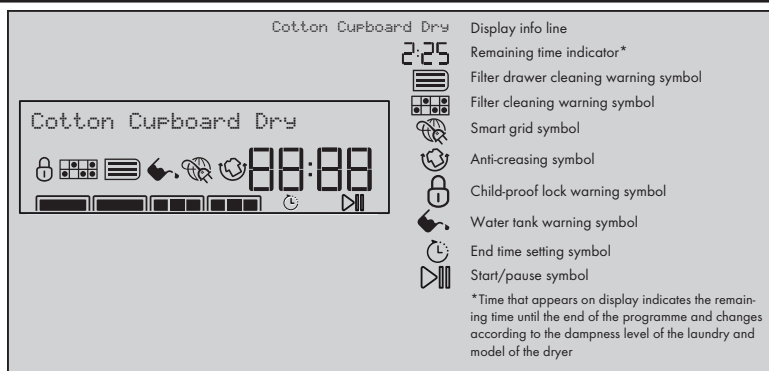 Cotton Cupboard Dry Display info line
2:25 Remaining time indicator*
Filter drawer cleaning warning symbol
Filter cleaning warning symbol
Smart grid symbol
Anti-creasing symbol
Child-proof lock warning symbol
Water tank warning symbol
End time setting symbol
Start/pause symbol
*Time that appears on display indicates the remain-
ing time until the end of the programme and changes
according to the dampness level of the laundry and
model of the dryer
Cotton Cupboard Dry
88:88